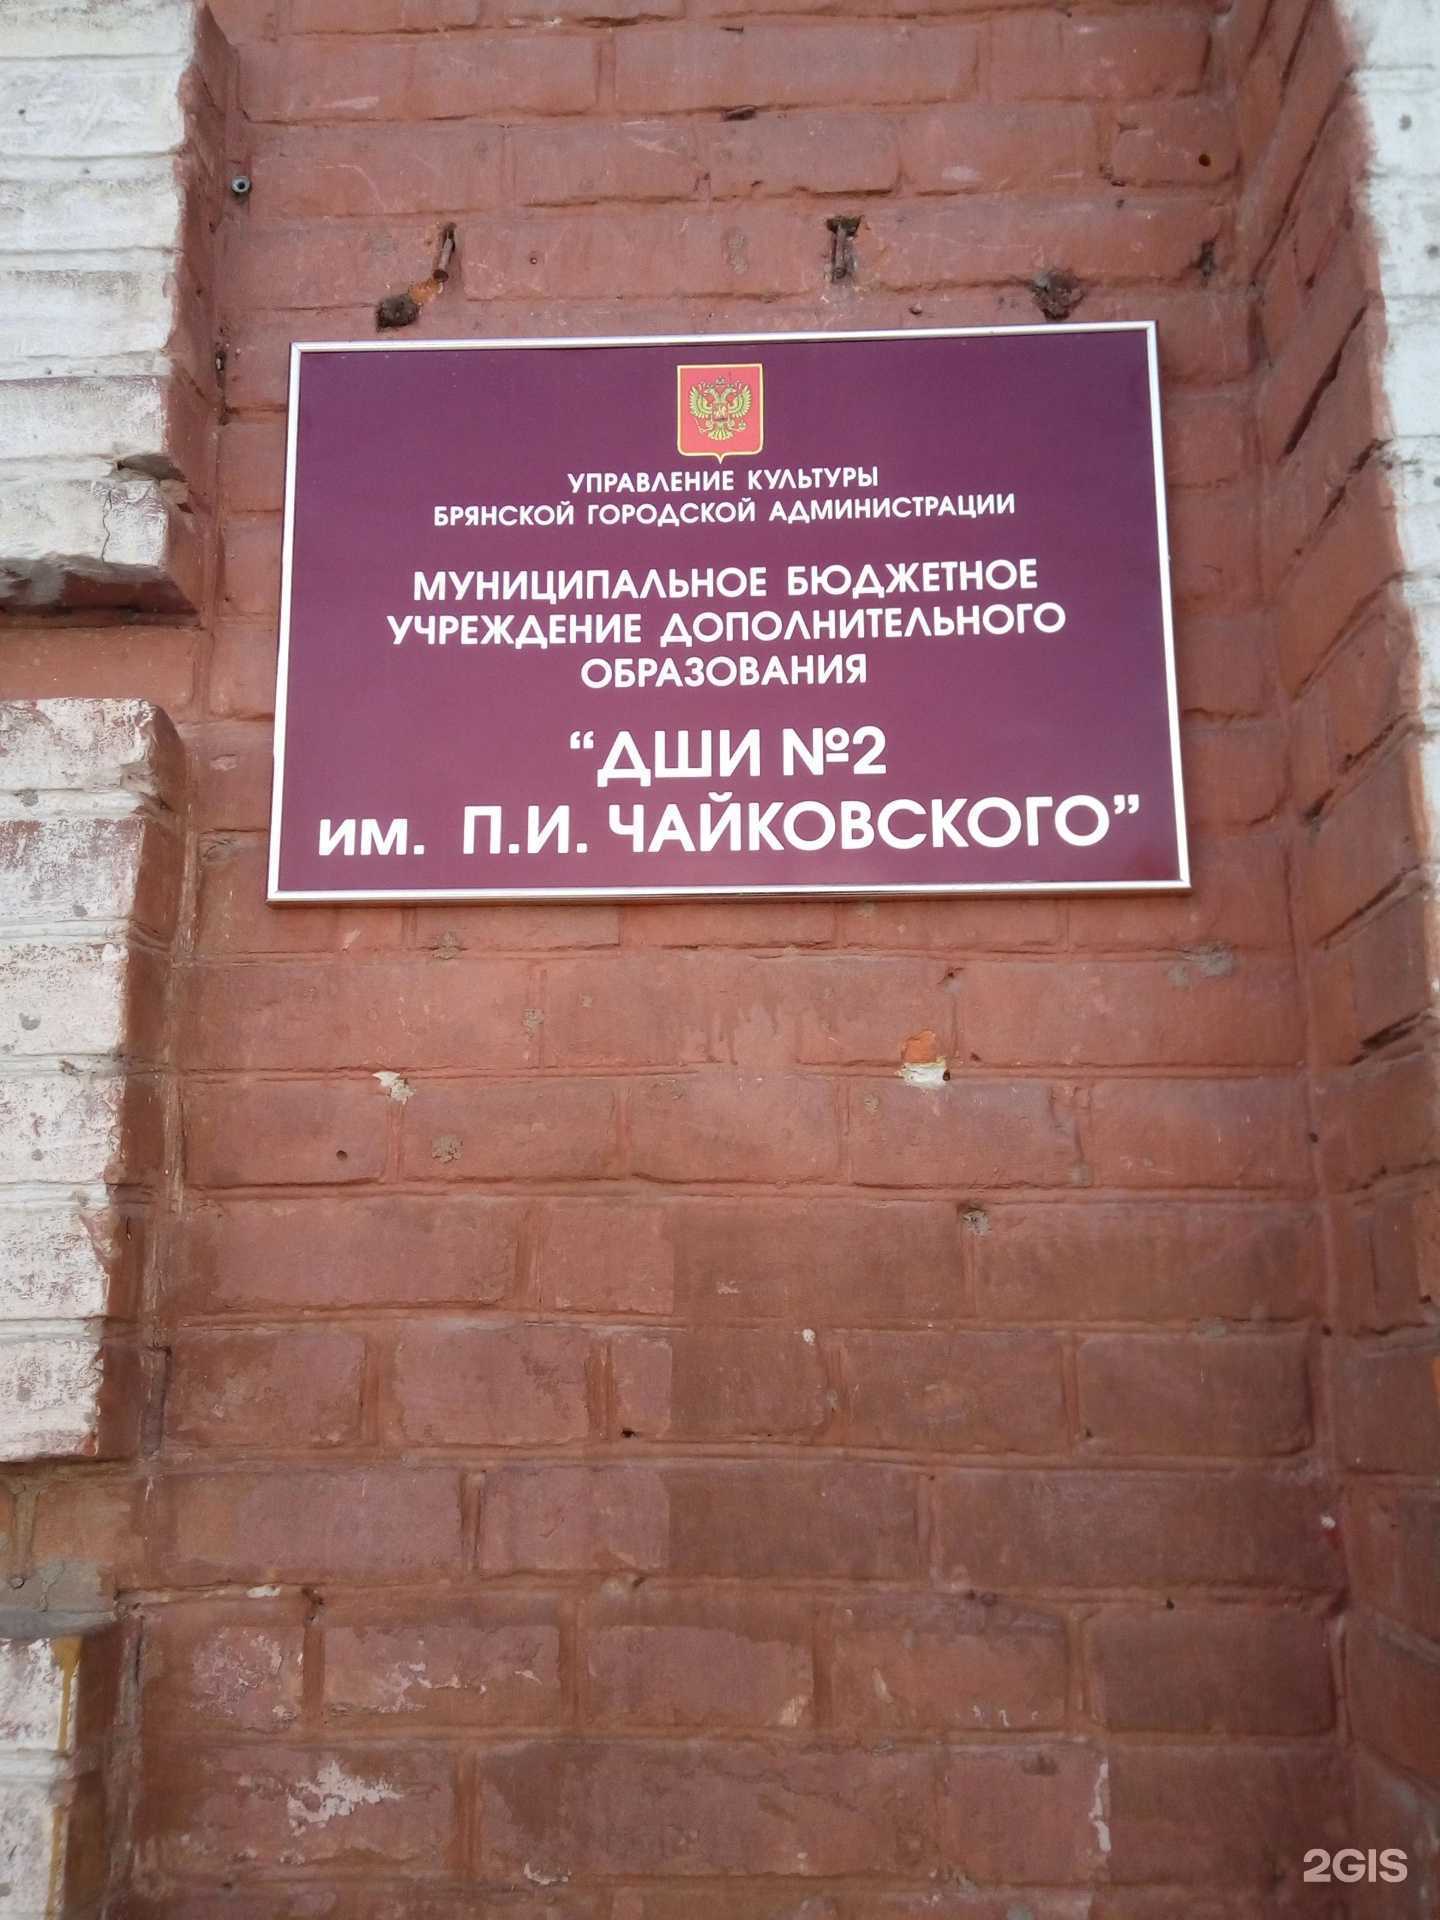 УПРАВЛЕНИЕ КУЛЬТУРЫ
БРЯНСКОЙ ГОРОДСКОЙ АДМИНИСТРАЦИИ
МУНИЦИПАЛЬНОЕ БЮДЖЕТНОЕ
УЧРЕЖДЕНИЕ ДОПОЛНИТЕЛЬНОГО
ОБРАЗОВАНИЯ
“ДШИ №2
им. П.И. ЧАЙКОВСКОГО”
2GIS